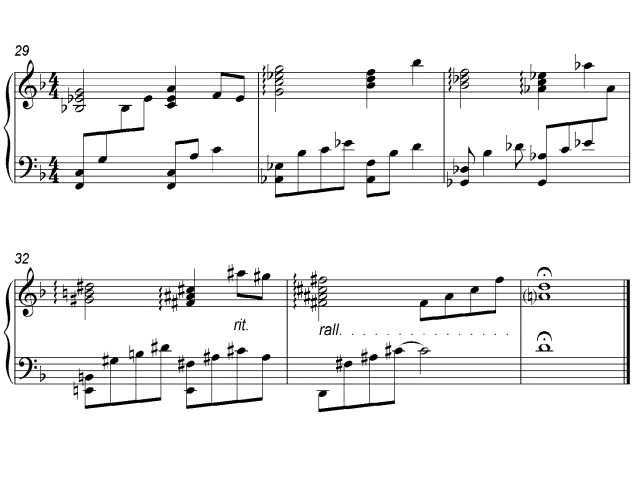 29
32
rit.
rall. . . . . . . . . . . . . . . .